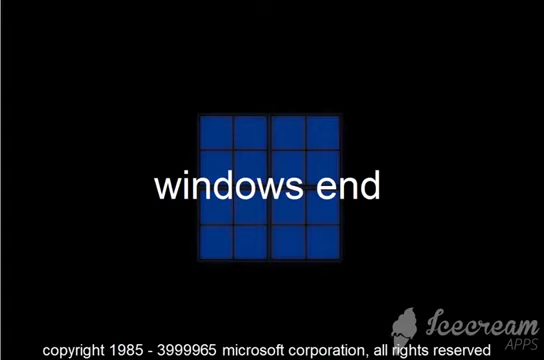 windows end
Icecream
APPS
copyright 1985 - 3999965 microsoft corporation, all rights reserved